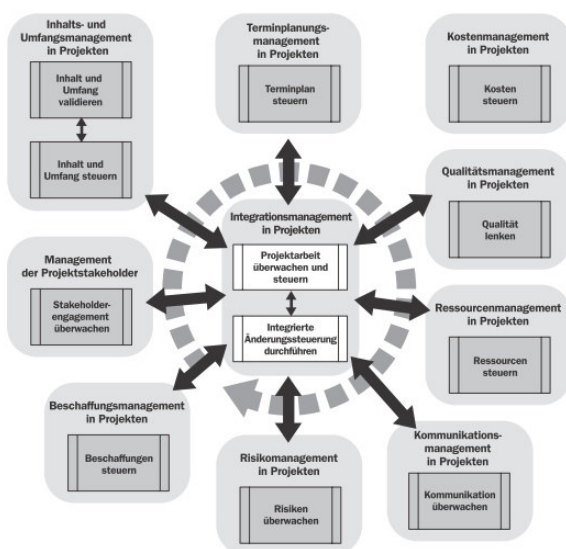 Inhalts- und
Umfangsmanagement
in Projekten
Inhalt und
Umfang
validieren
Inhalt und
Umfang steuern
Terminplanungs-
management
in Projekten
Terminplan
steuern
Kostenmanagement
in Projekten
Kosten
steuern
Qualitätsmanagement
in Projekten
Qualität
lenken
Integrationsmanagement
in Projekten
Projektarbeit
überwachen und
steuern
Integrierte
Änderungssteuerung
durchführen
Management
der Projektstakeholder
Stakeholder-
engagement
überwachen
Ressourcenmanagement
in Projekten
Ressourcen
steuern
Beschaffungsmanagement
in Projekten
Beschaffungen
steuern
Risikomanagement
in Projekten
Risiken
überwachen
Kommunikations-
management
in Projekten
Kommunikation
überwachen